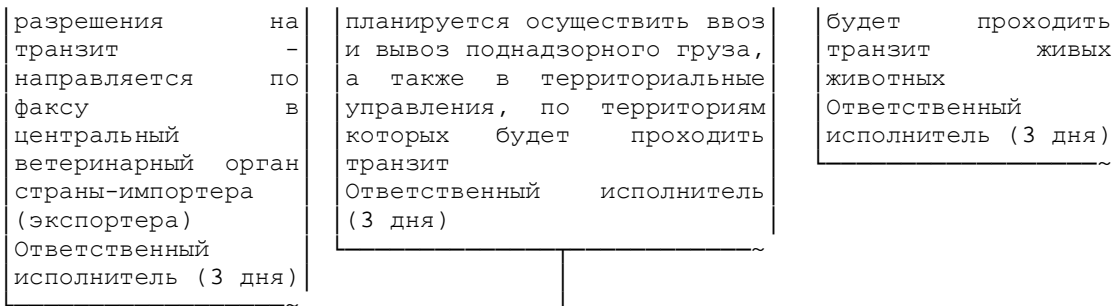 разрешения на
транзит -
направляется по
факсу в
центральный
ветеринарный орган
страны-импортера
(экспортера)
Ответственный
исполнитель (3 дня)
планируется осуществить ввоз
и вывоз поднадзорного груза,
а также в территориальные
управления, по территориям
которых будет проходить
транзит
Ответственный исполнитель
(3 дня)
будет проходить
транзит живых
животных
Ответственный
исполнитель (3 дня)